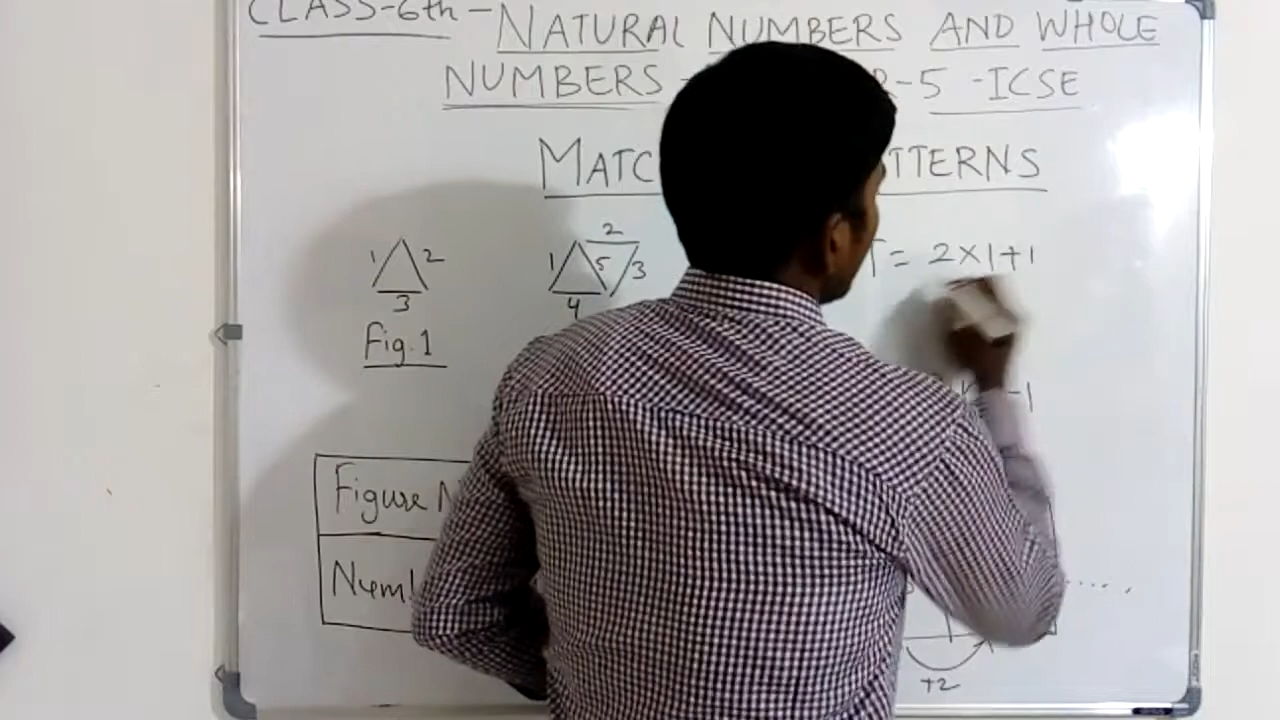 CLASS-6th - NATURAL NUMBERS AND WHOLE
NUMBERS - R-5 - ICSE
MATC TTERNS
1 2 3
1 2 3 4 5
T = 2×1+1
Fig. 1
-1
Figure N
Num
+2